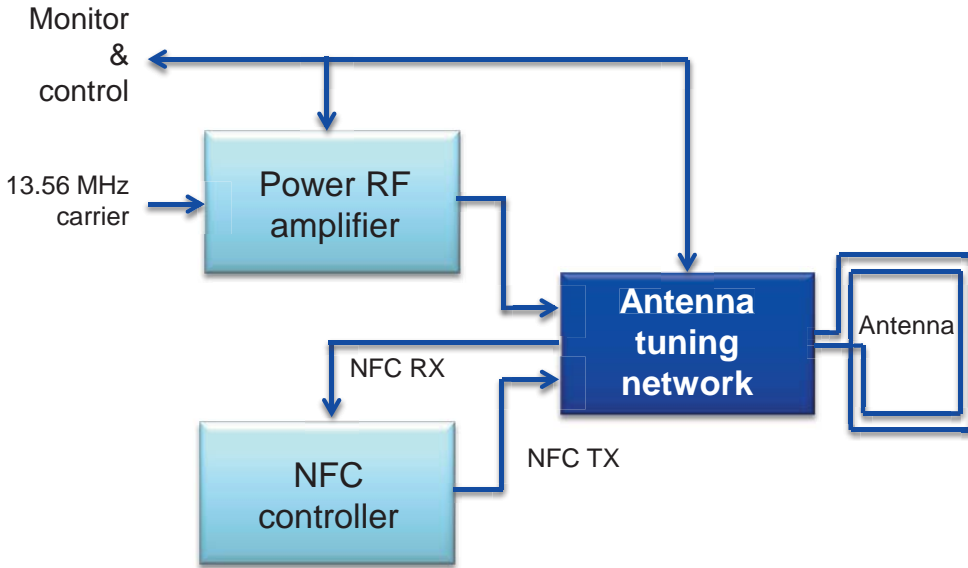 Monitor
&
control
13.56 MHz
carrier
Power RF
amplifier
Antenna
tuning
network
Antenna
NFC RX
NFC TX
NFC
controller